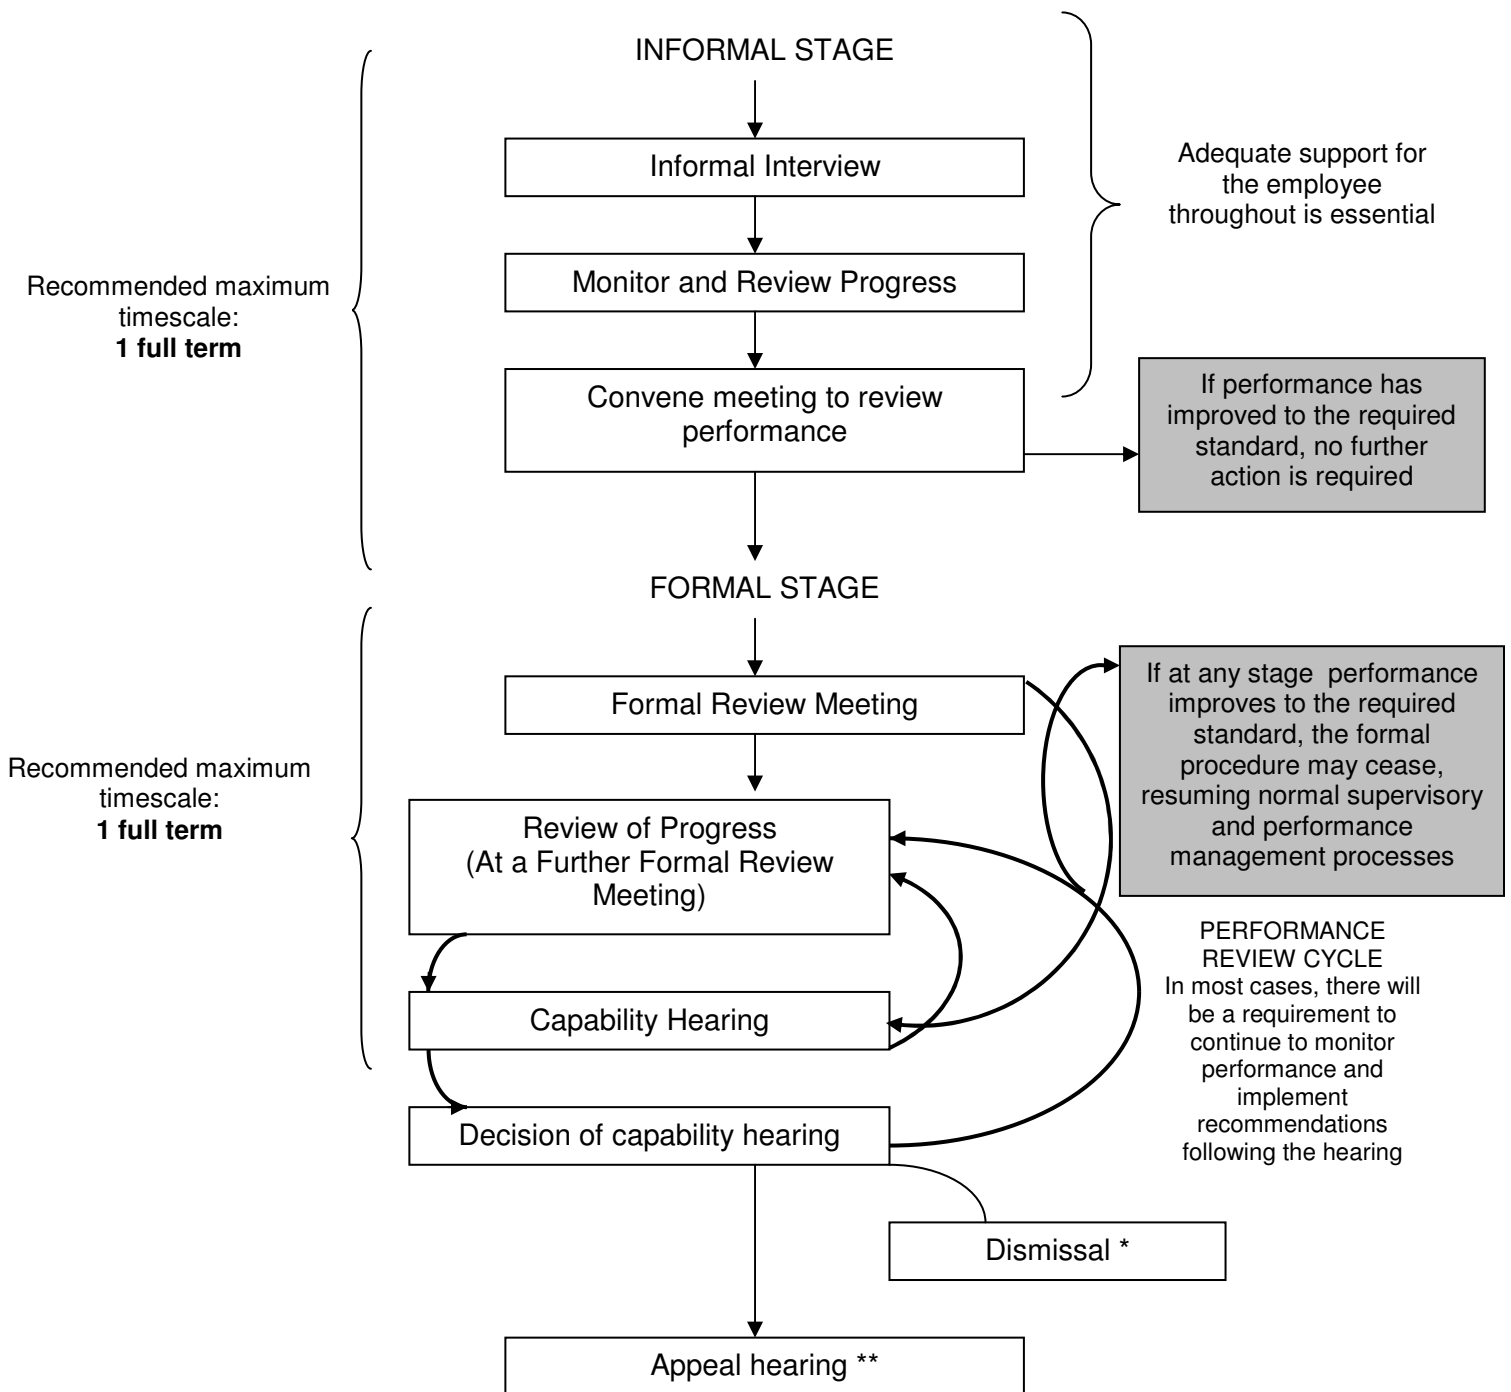 INFORMAL STAGE
Informal Interview
Adequate support for
the employee
throughout is essential
Monitor and Review Progress
Recommended maximum
timescale:
1 full term
Convene meeting to review
performance
If performance has
improved to the required
standard, no further
action is required
FORMAL STAGE
Formal Review Meeting
If at any stage performance
improves to the required
standard, the formal
procedure may cease,
resuming normal supervisory
and performance
management processes
Recommended maximum
timescale:
1 full term
Review of Progress
(At a Further Formal Review
Meeting)
PERFORMANCE
REVIEW CYCLE
In most cases, there will
be a requirement to
continue to monitor
performance and
implement
recommendations
following the hearing
Capability Hearing
Decision of capability hearing
Dismissal *
Appeal hearing **